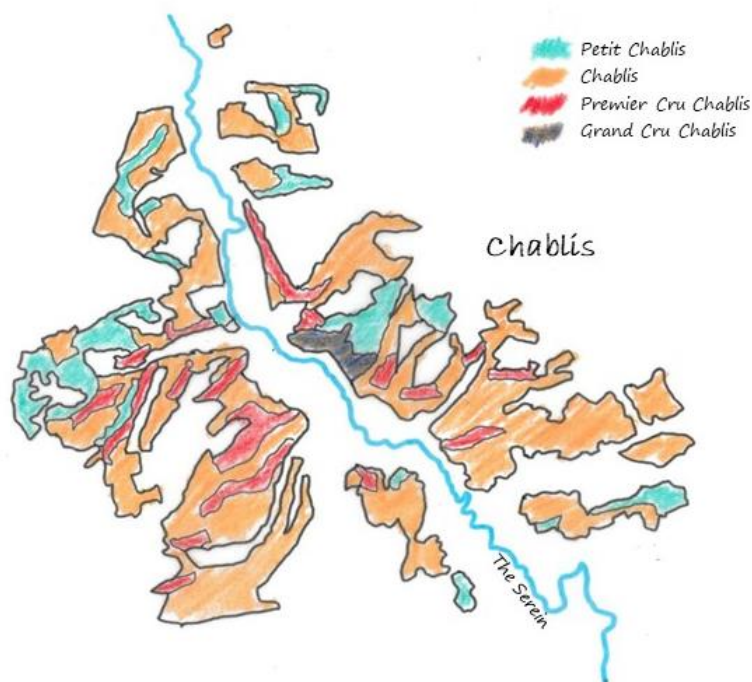 Petit Chablis
Chablis
Premier Cru Chablis
Grand Cru Chablis
Chablis
The Serein